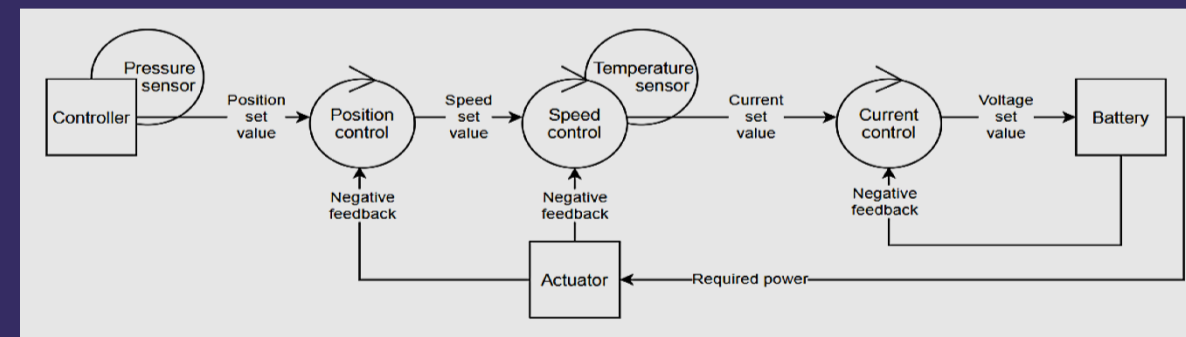 Pressure
sensor
Controller
Position
set
value
Position
control
Speed
set
value
Speed
control
Temperature
sensor
Current
set
value
Current
control
Voltage
set
value
Battery
Negative
feedback
Negative
feedback
Negative
feedback
Actuator
Required power